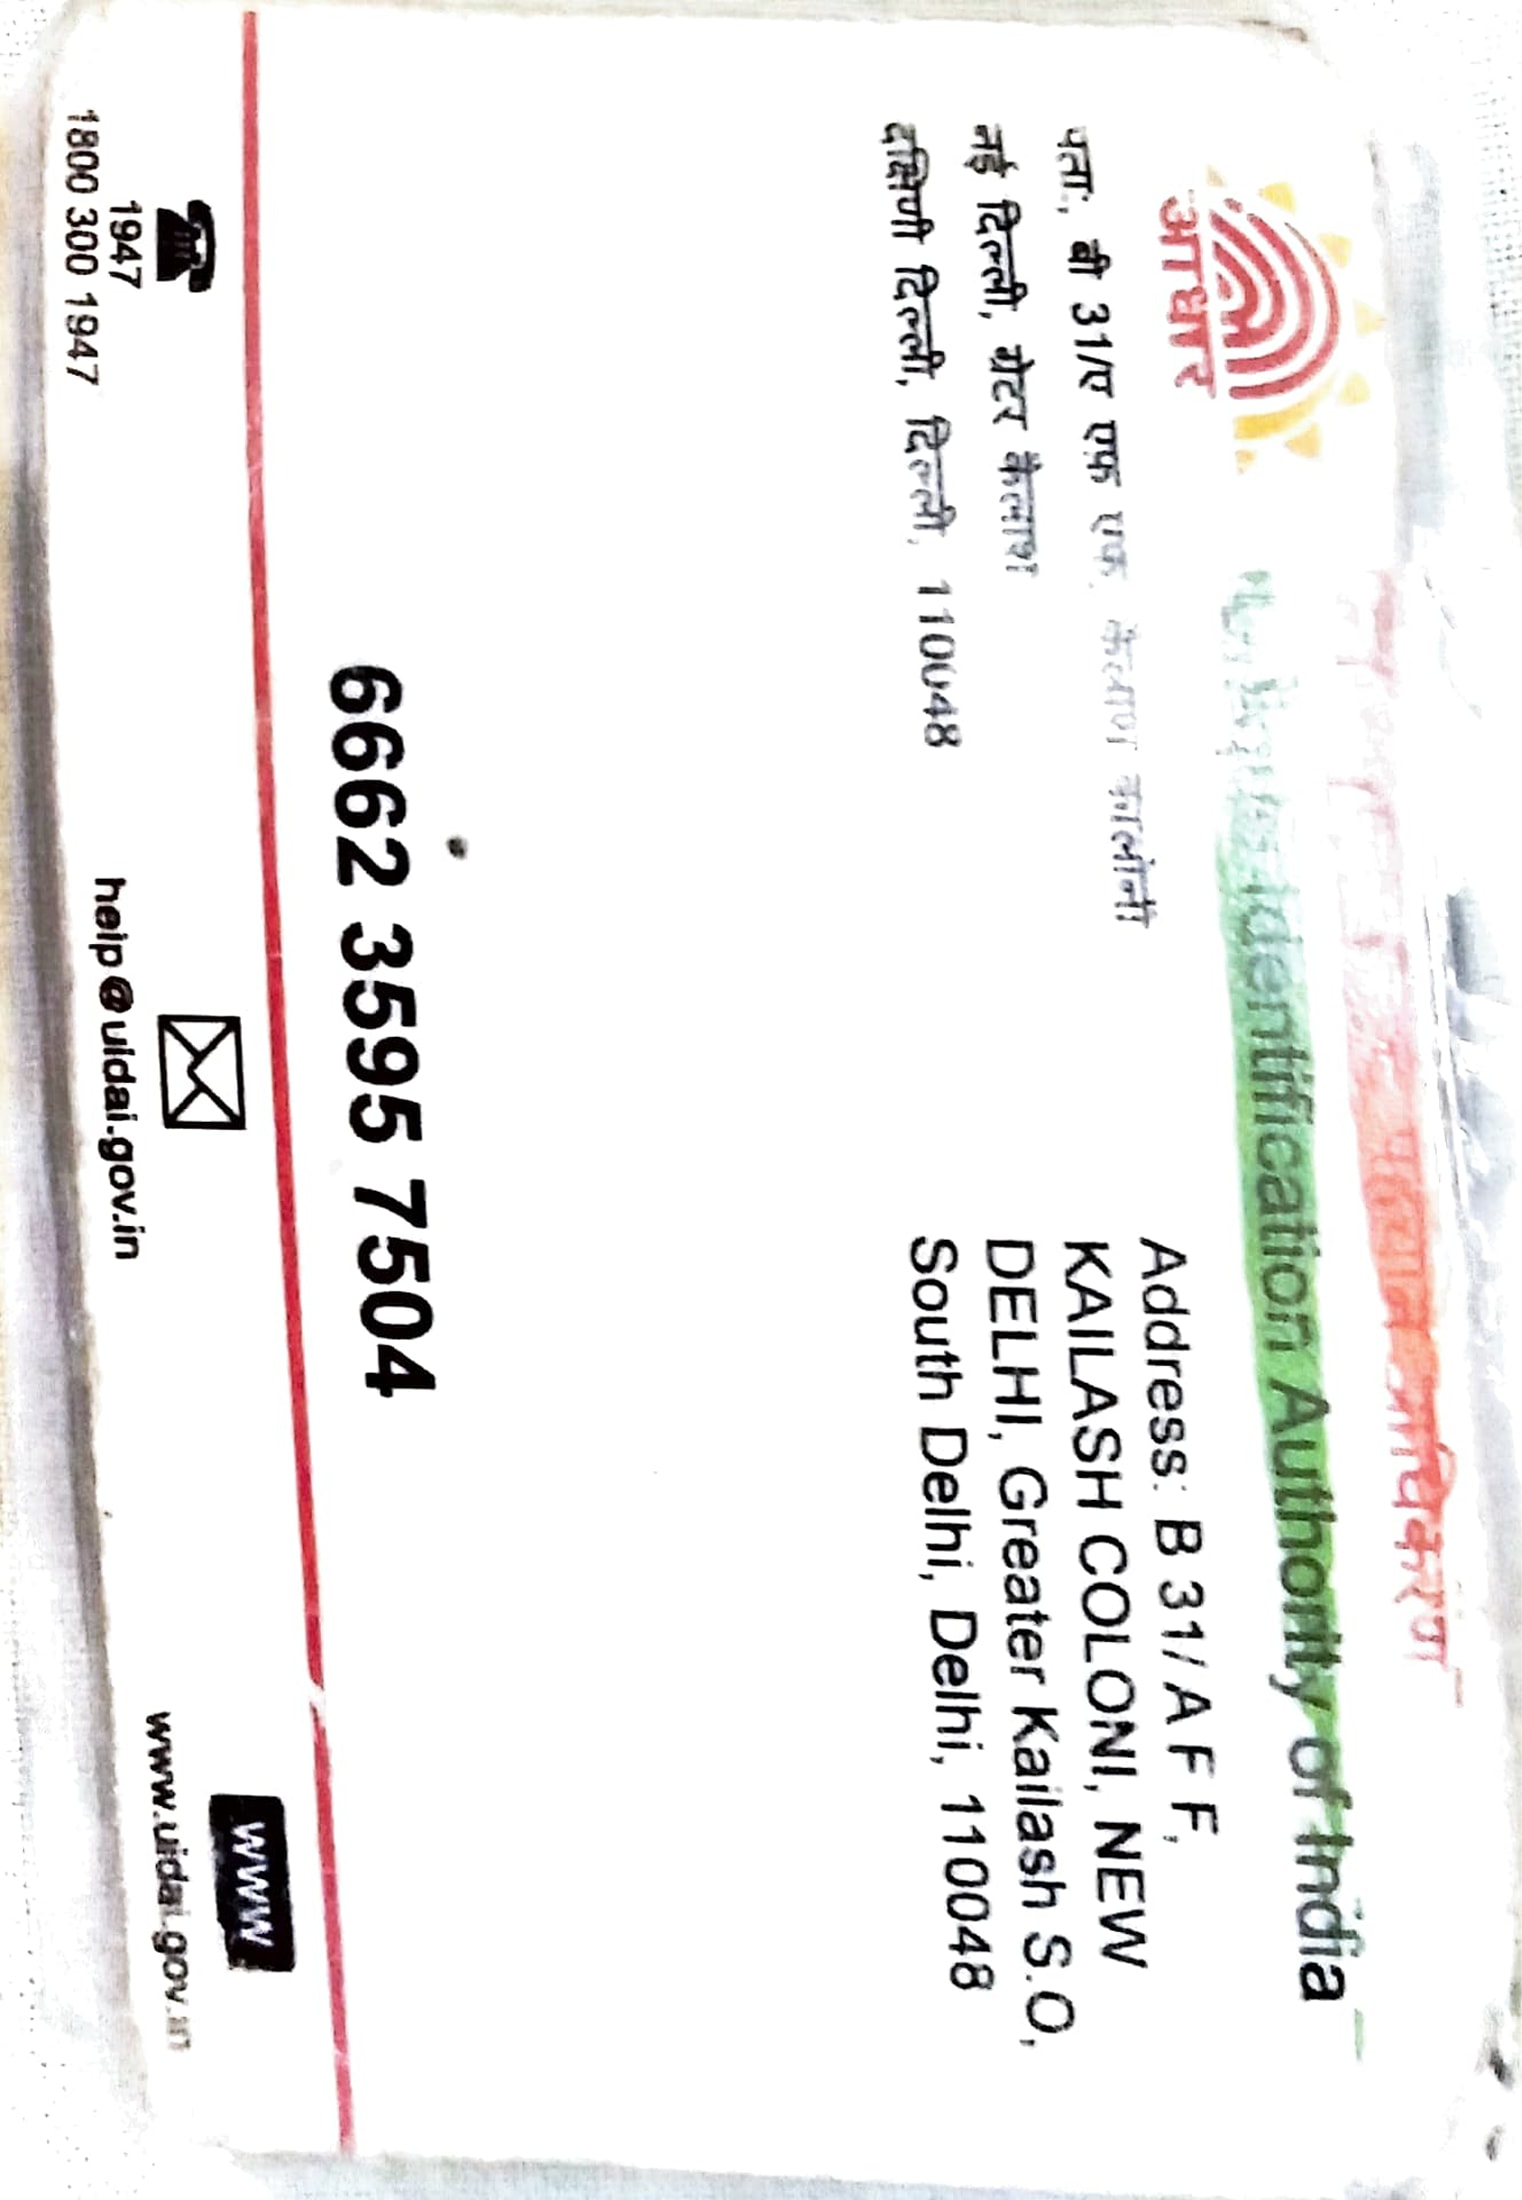 पहचान प्राधिकरण
Identification Authority of India
आधार
पता:, बी 31/ए एफ़ एफ, कैलाश कालोनी
नई दिल्ली, ग्रेटर कैलाश
दक्षिणी दिल्ली, दिल्ली, 110048
Address: B 31/ A F F,
KAILASH COLONI, NEW
DELHI, Greater Kailash S.O,
South Delhi, Delhi, 110048
6662 3595 7504
1947
1800 300 1947
help@uidai.gov.in
WWW
www.uidai.gov.in